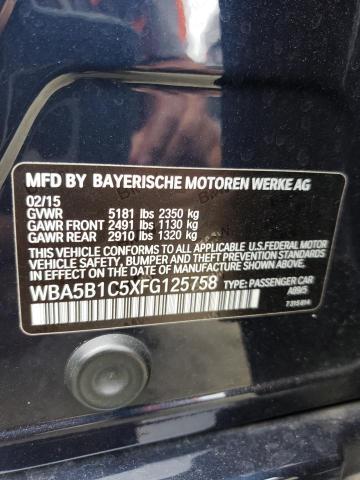 MFD BY BAYERISCHE MOTOREN WERKE AG
02/15
GVWR 5181 lbs 2350 kg
GAWR FRONT 2491 lbs 1130 kg
GAWR REAR 2910 lbs 1320 kg
THIS VEHICLE CONFORMS TO ALL APPLICABLE U.S. FEDERAL MOTOR
VEHICLE SAFETY, BUMPER AND THEFT PREVENTION STANDARDS IN
EFFECT ON THE DATE OF MANUFACTURE SHOWN ABOVE.
WBA5B1C5XFG125758 TYPE: PASSENGER CAR
A89/5